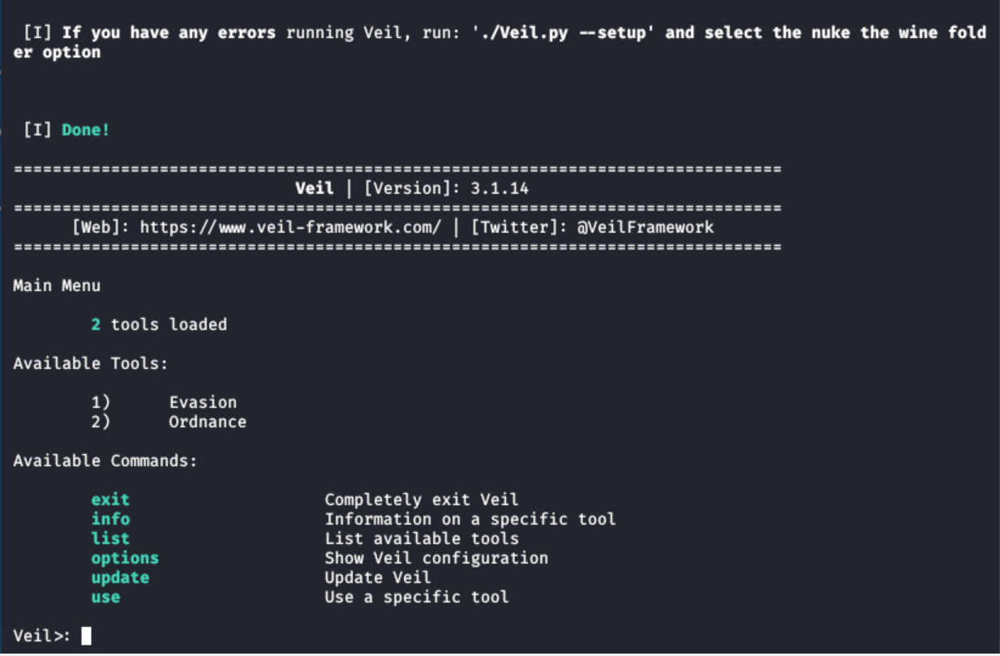 [I] If you have any errors running Veil, run: './Veil.py --setup' and select the nuke the wine fold
er option
[I] Done!
===============================================================================
Veil | [Version]: 3.1.14
===============================================================================
[Web]: https://www.veil-framework.com/ | [Twitter]: @VeilFramework
===============================================================================
Main Menu
2 tools loaded
Available Tools:
1) Evasion
2) Ordnance
Available Commands:
exit Completely exit Veil
info Information on a specific tool
list List available tools
options Show Veil configuration
update Update Veil
use Use a specific tool
Veil>: